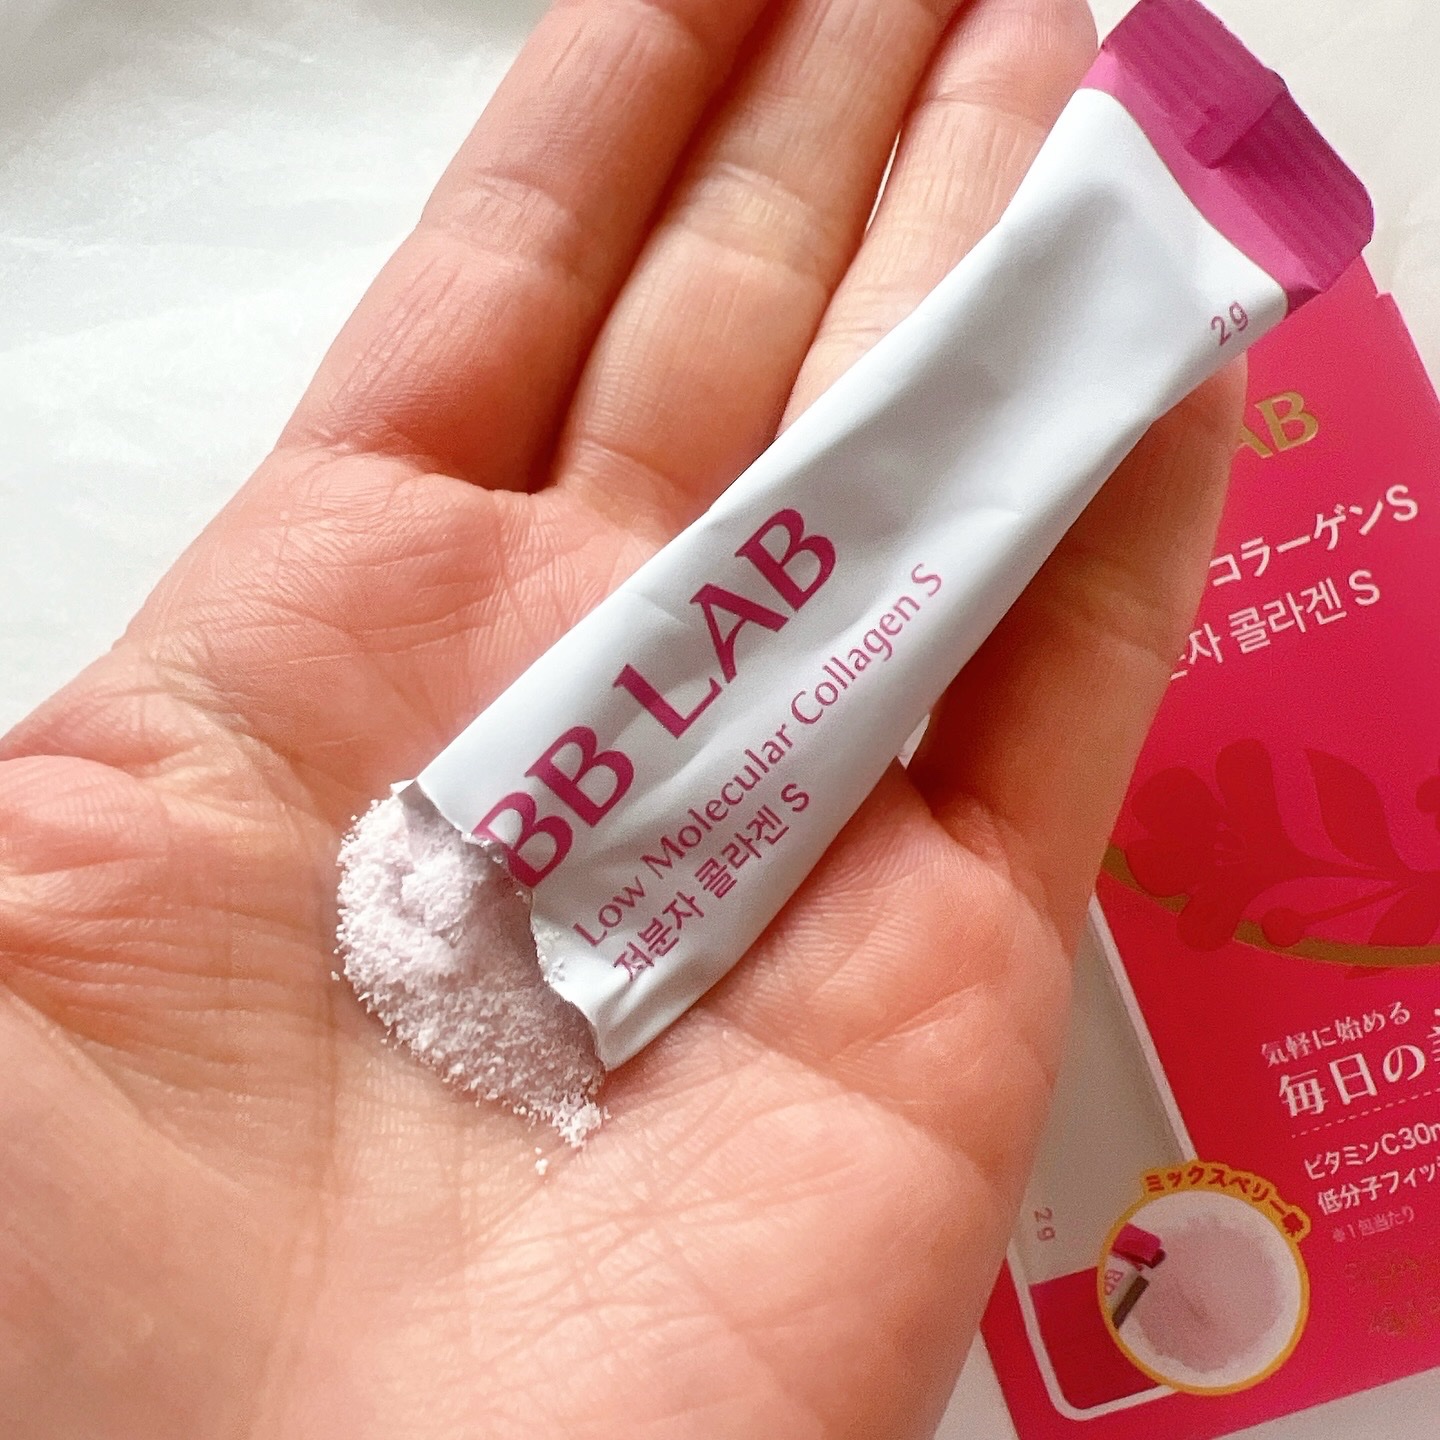 2g
BB LAB
Low Molecular Collagen S
저분자 콜라겐 S
AB
コラーゲンS
자 콜라겐 S
気軽に始める
毎日の
ビタミンC30m
低分子フィッ
※1包当たり
ミックスベリー味
2g
BB